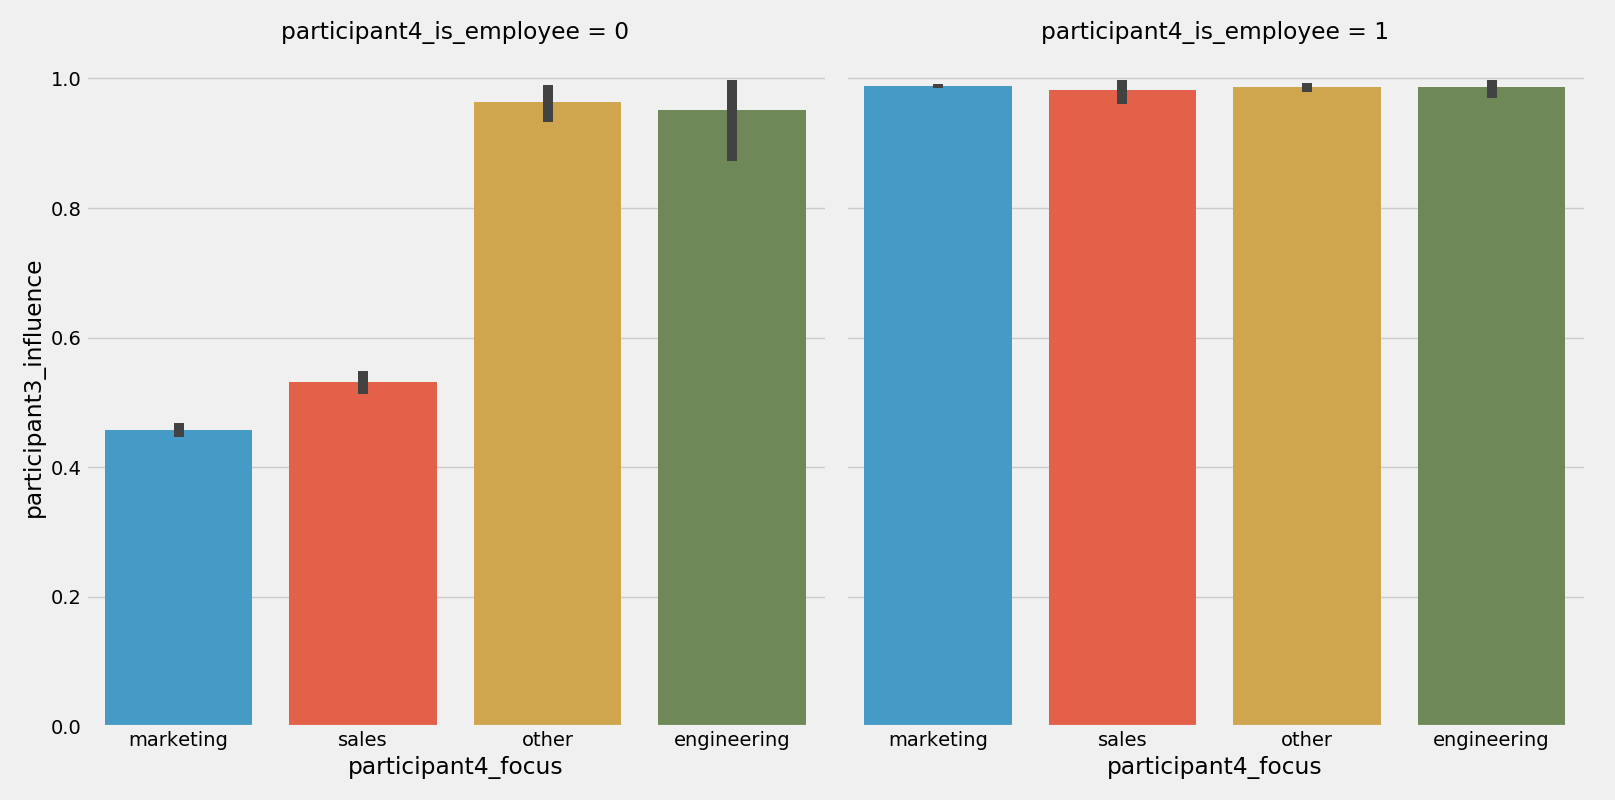 participant4_is_employee = 0
participant4_is_employee = 1
participant3_influence
1.0
0.8
0.6
0.4
0.2
0.0
marketing sales other engineering
marketing sales other engineering
participant4_focus
participant4_focus